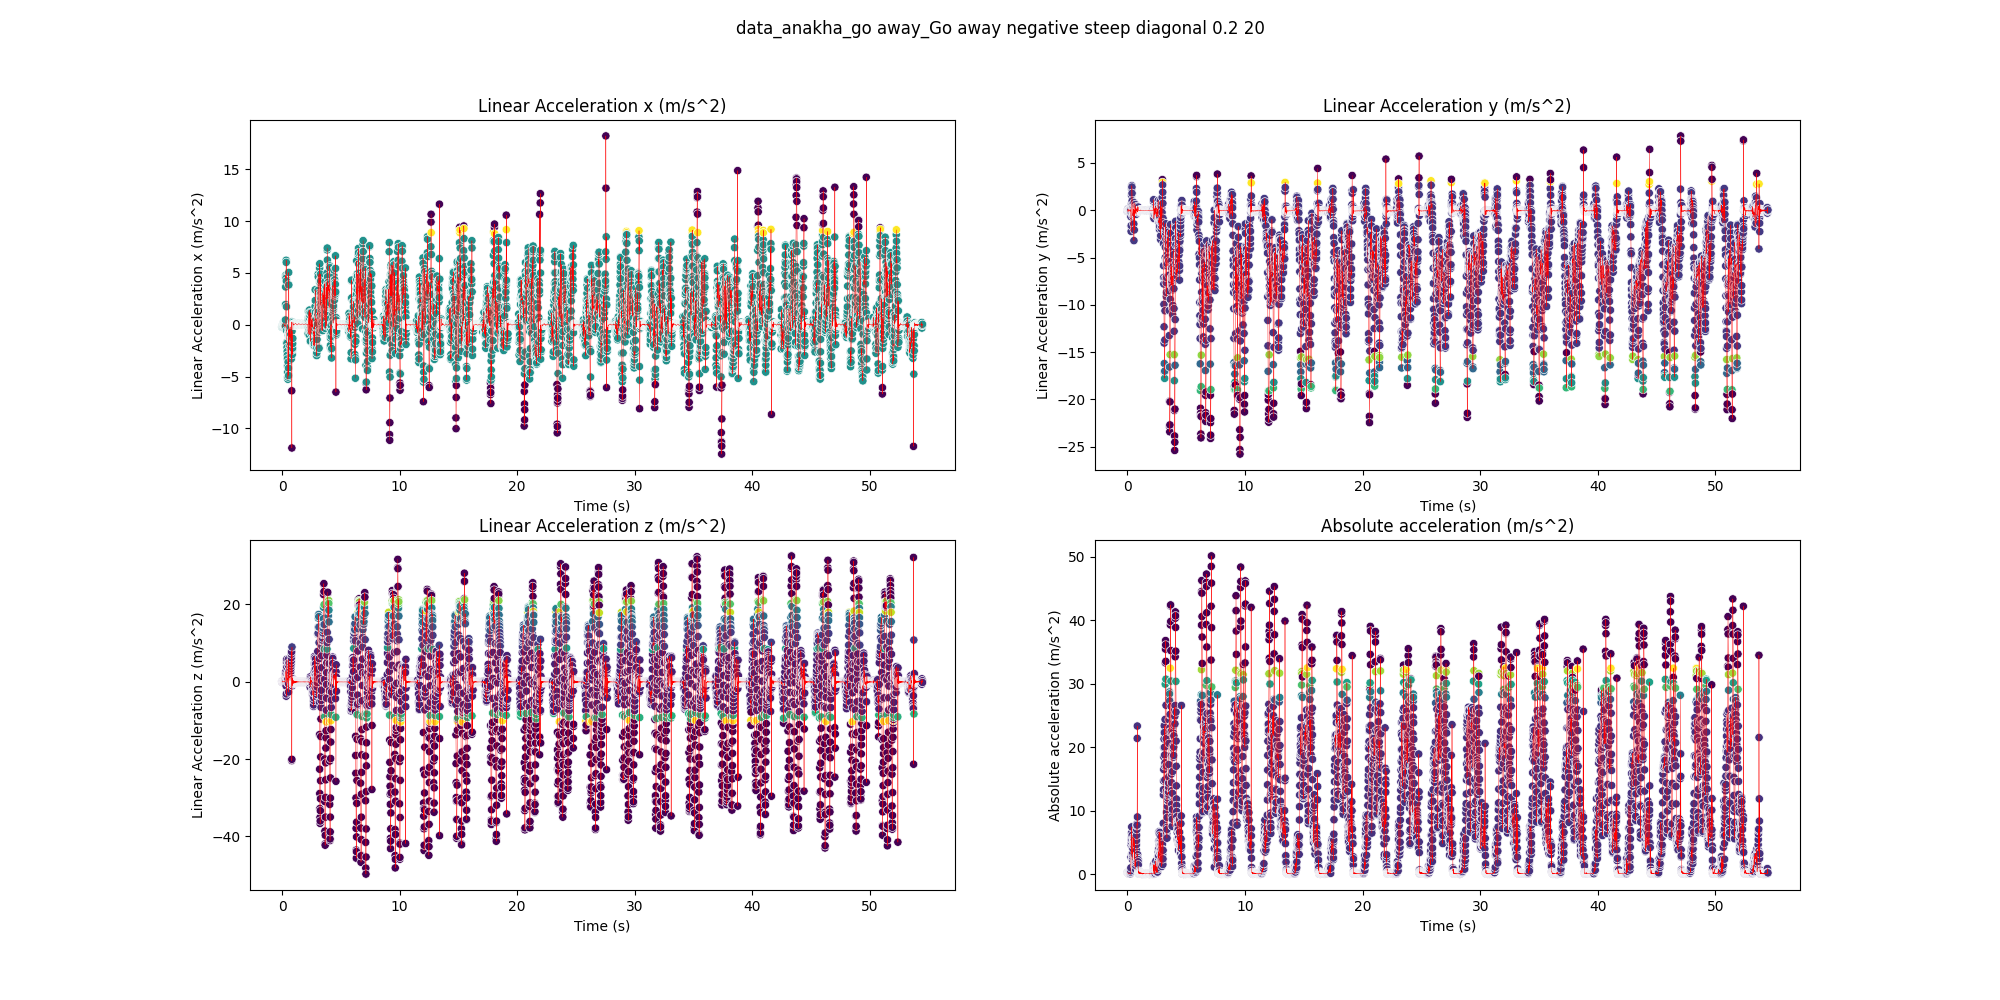 data_anakha_go away_Go away negative steep diagonal 0.2 20
Linear Acceleration x (m/s^2)
Linear Acceleration x (m/s^2)
15
10
5
0
−5
−10
0 10 20 30 40 50
Time (s)
Linear Acceleration y (m/s^2)
Linear Acceleration y (m/s^2)
5
0
−5
−10
−15
−20
−25
0 10 20 30 40 50
Time (s)
Linear Acceleration z (m/s^2)
Linear Acceleration z (m/s^2)
20
0
−20
−40
0 10 20 30 40 50
Time (s)
Absolute acceleration (m/s^2)
Absolute acceleration (m/s^2)
50
40
30
20
10
0
0 10 20 30 40 50
Time (s)